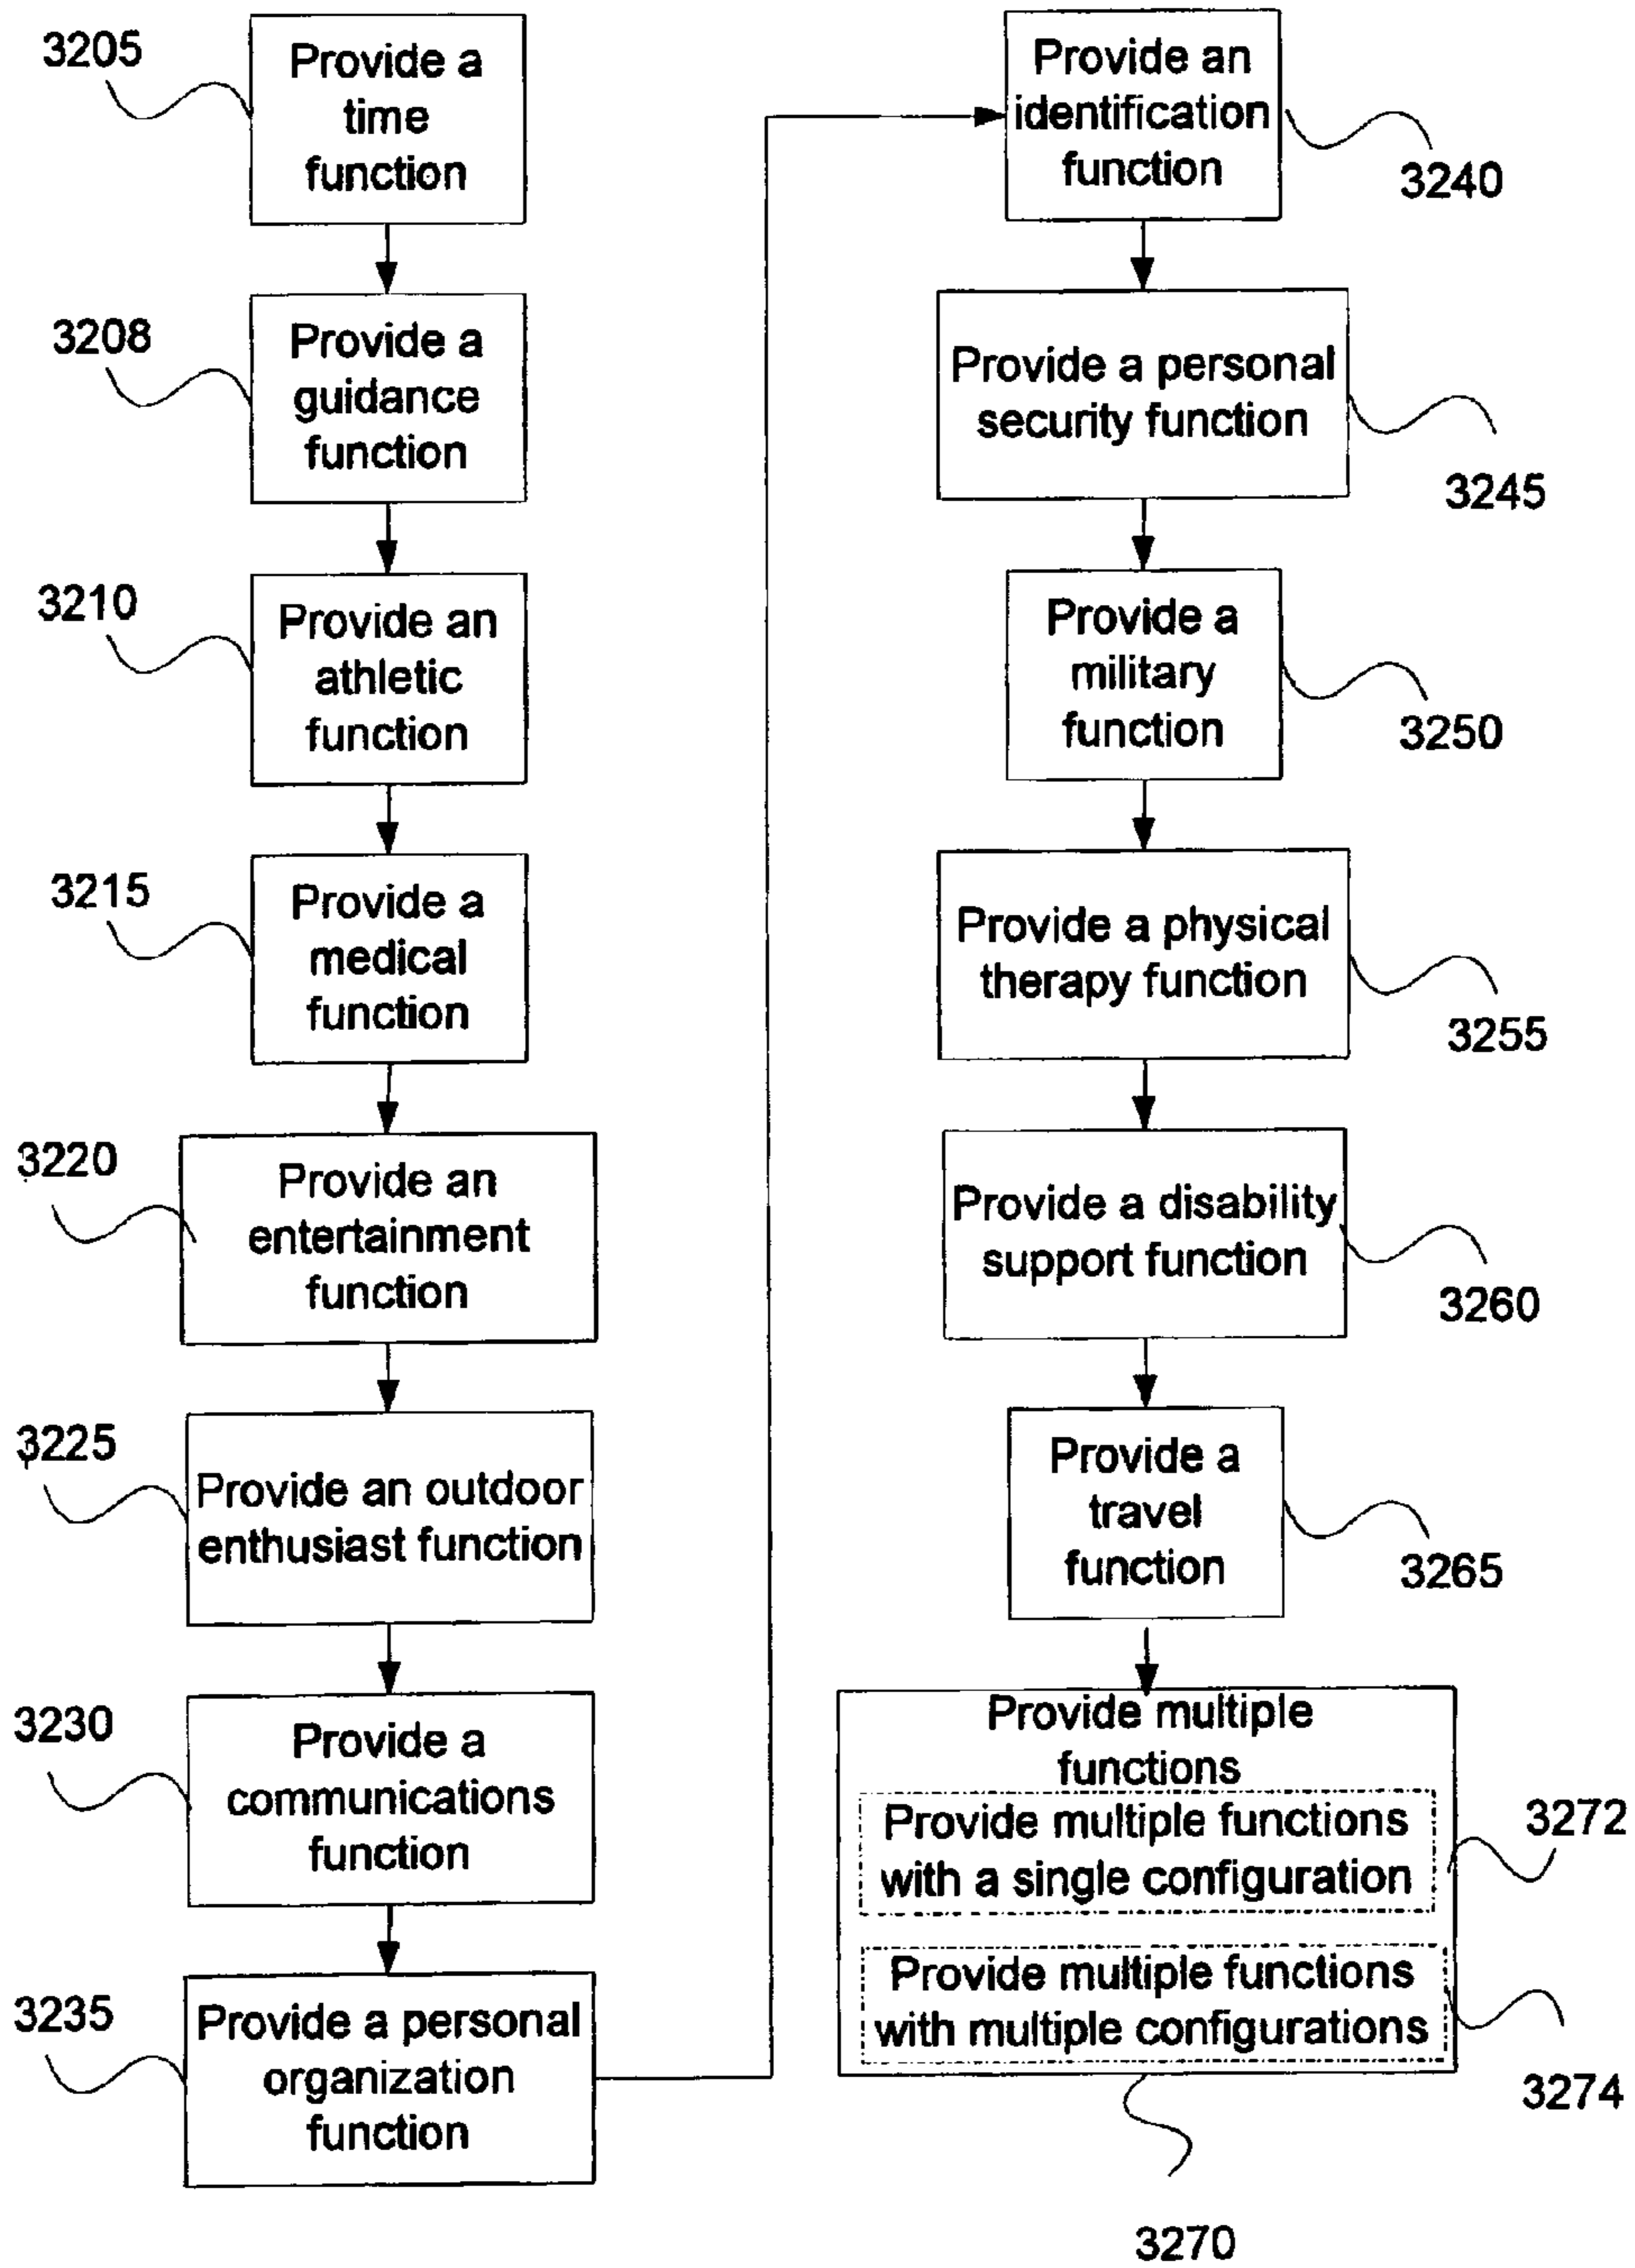 3205
Provide a
time
function
3208
Provide a
guidance
function
3210
Provide an
athletic
function
3215
Provide a
medical
function
3220
Provide an
entertainment
function
3225
Provide an outdoor
enthusiast function
3230
Provide a
communications
function
3235
Provide a personal
organization
function
Provide an
identification
function
3240
Provide a personal
security function
3245
Provide a
military
function
3250
Provide a physical
therapy function
3255
Provide a disability
support function
3260
Provide a
travel
function
3265
Provide multiple
functions
Provide multiple functions
with a single configuration
3272
Provide multiple functions
with multiple configurations
3274
3270